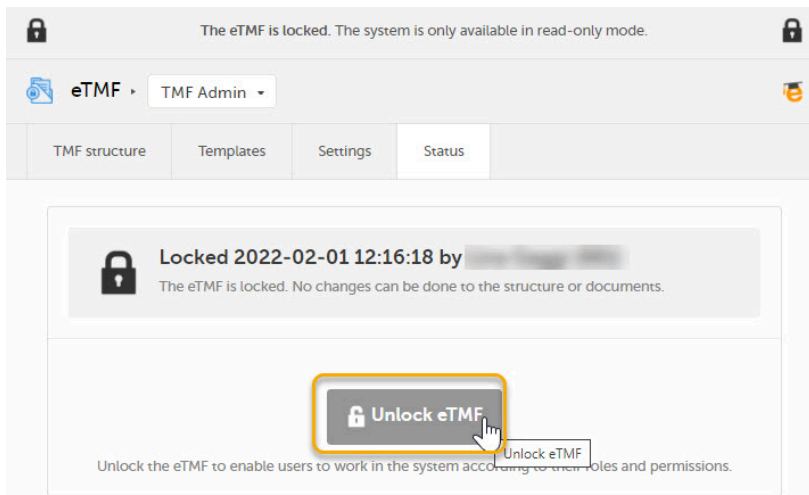 The eTMF is locked. The system is only available in read-only mode.
eTMF
TMF Admin
TMF structure
Templates
Settings
Status
Locked 2022-02-01 12:16:18 by
The eTMF is locked. No changes can be done to the structure or documents.
Unlock eTMF
Unlock eTMF
Unlock the eTMF to enable users to work in the system according to their roles and permissions.